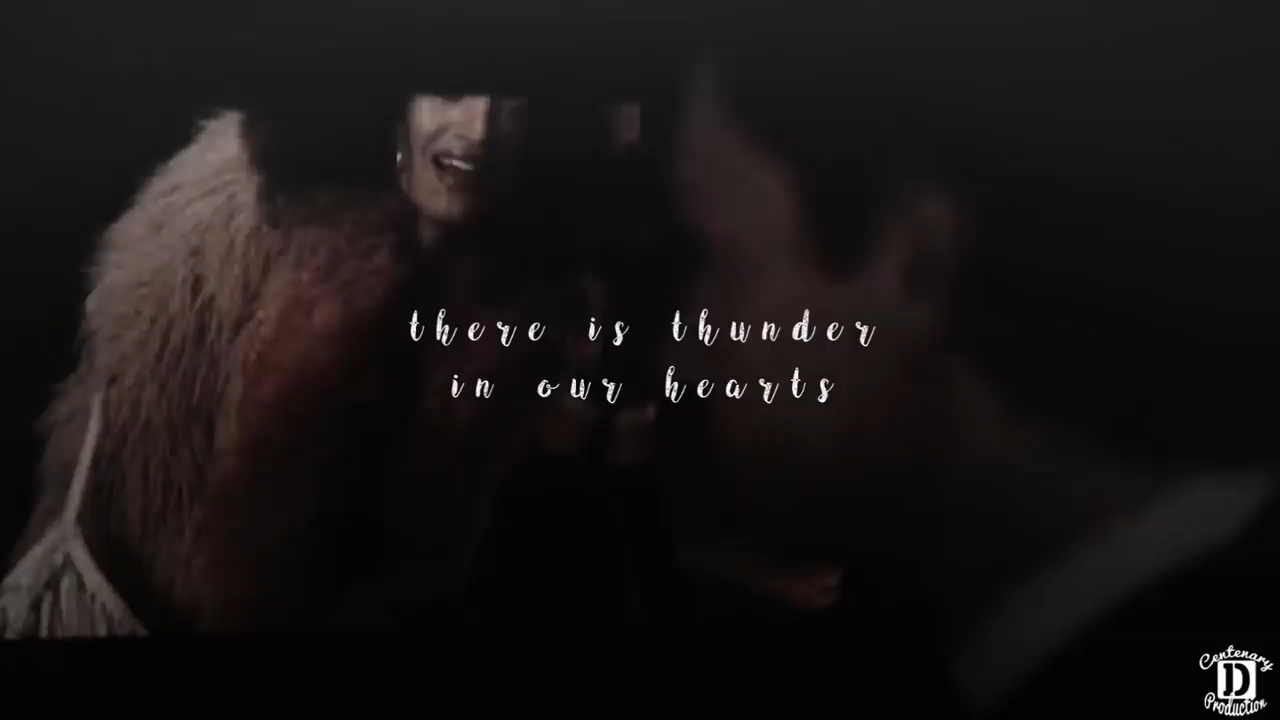 there is thunder
in our hearts
Centenary
D
Production